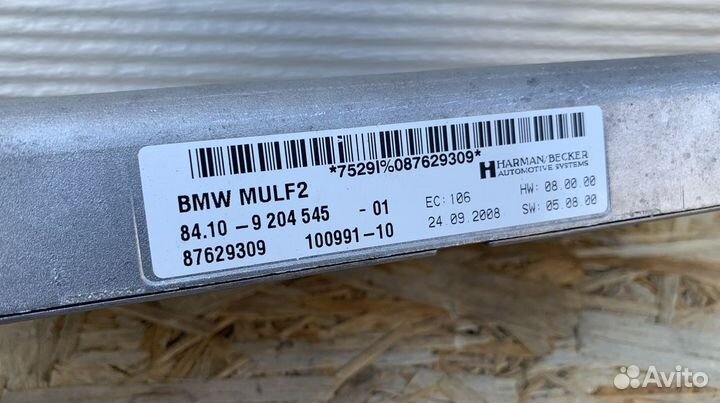 *7529I%087629309*
HARMAN/BECKER
AUTOMOTIVE SYSTEMS
BMW MULF2
84.10 - 9 204 545 - 01
87629309 100991-10
EC: 106
24.09.2008
HW: 08.00.00
SW: 05.08.00
Avito